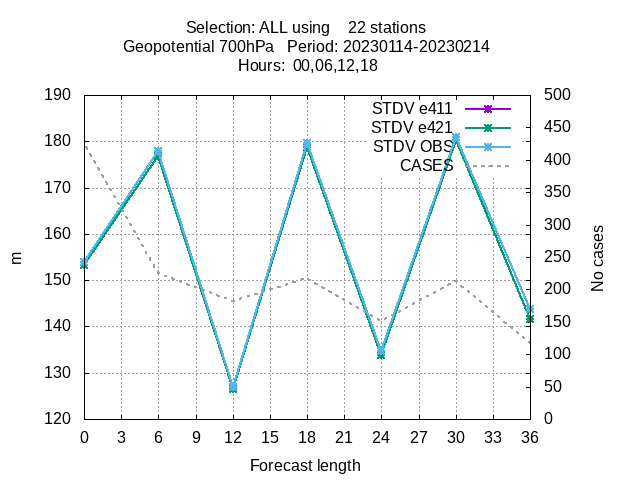 Selection: ALL using    22 stations
Geopotential 700hPa   Period: 20230114-20230214
Hours:  00,06,12,18
190
180
170
160
150
140
130
120
m
STDV e411
STDV e421
STDV OBS
CASES
500
450
400
350
300
250
200
150
100
50
0
No cases
0 3 6 9 12 15 18 21 24 27 30 33 36
Forecast length